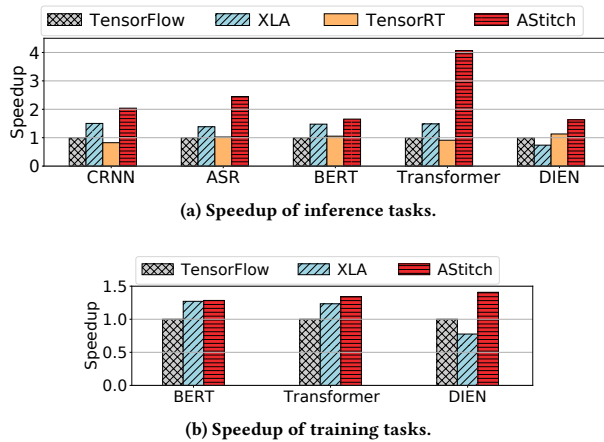 TensorFlow XLA TensorRT AStitch
4
3
2
1
0
Speedup
CRNN ASR BERT Transformer DIEN
(a) Speedup of inference tasks.
TensorFlow XLA AStitch
1.5
1.0
0.5
0.0
Speedup
BERT Transformer DIEN
(b) Speedup of training tasks.